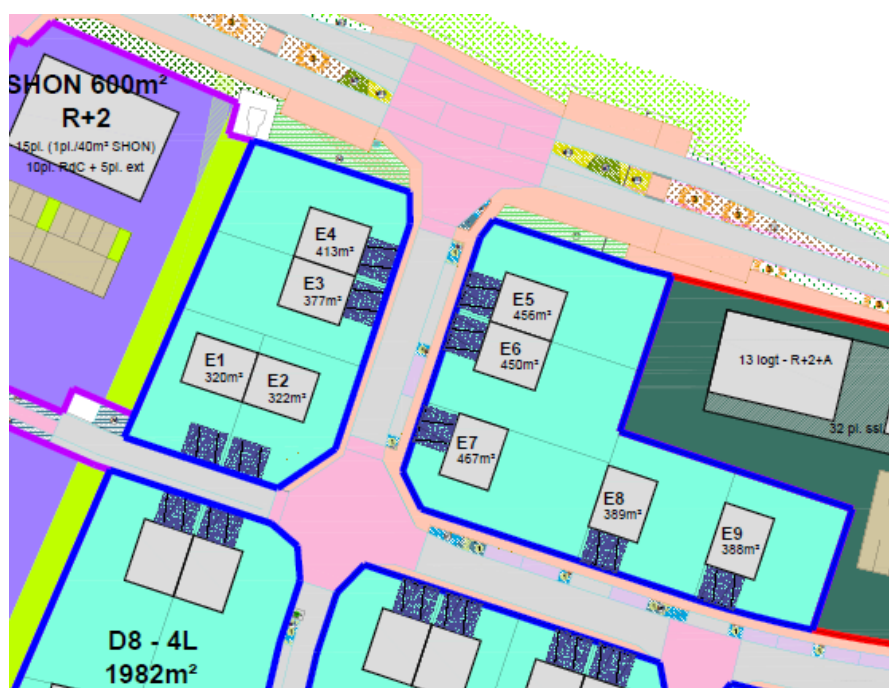 SHON 600m²
R+2
15pl. (1pl./40m² SHON)
10pl. RdC + 5pl. ext
E4
413m²
E3
377m²
E1
320m²
E2
322m²
E5
456m²
E6
450m²
E7
467m²
E8
389m²
E9
388m²
13 logt - R+2+A
32 pl. ssl
D8 - 4L
1982m²